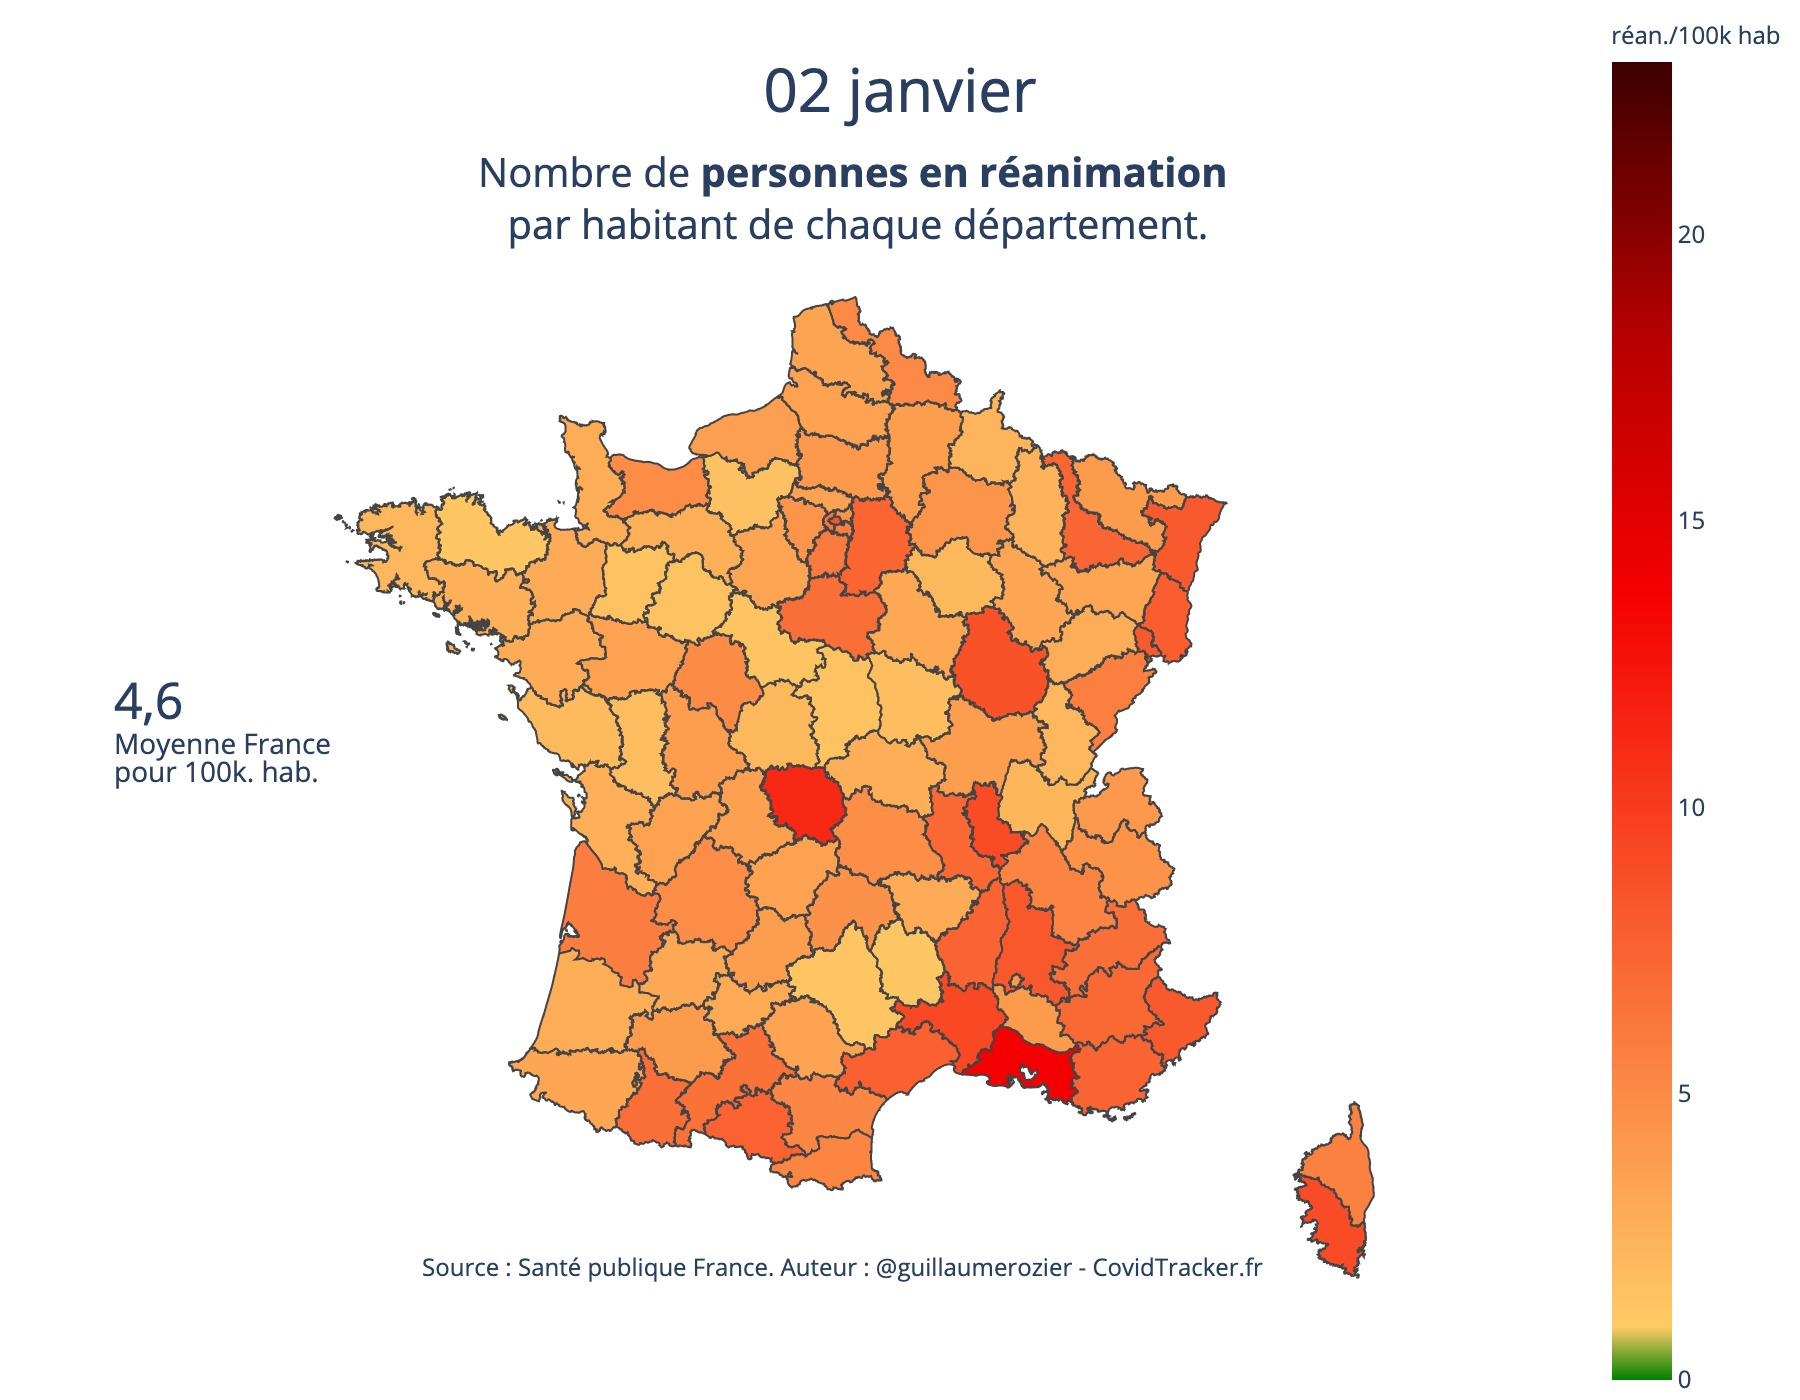 réan./100k hab
02 janvier
Nombre de personnes en réanimation
par habitant de chaque département.
20
15
4,6
Moyenne France
pour 100k. hab.
10
5
Source : Santé publique France. Auteur : @guillaumerozier - CovidTracker.fr
0